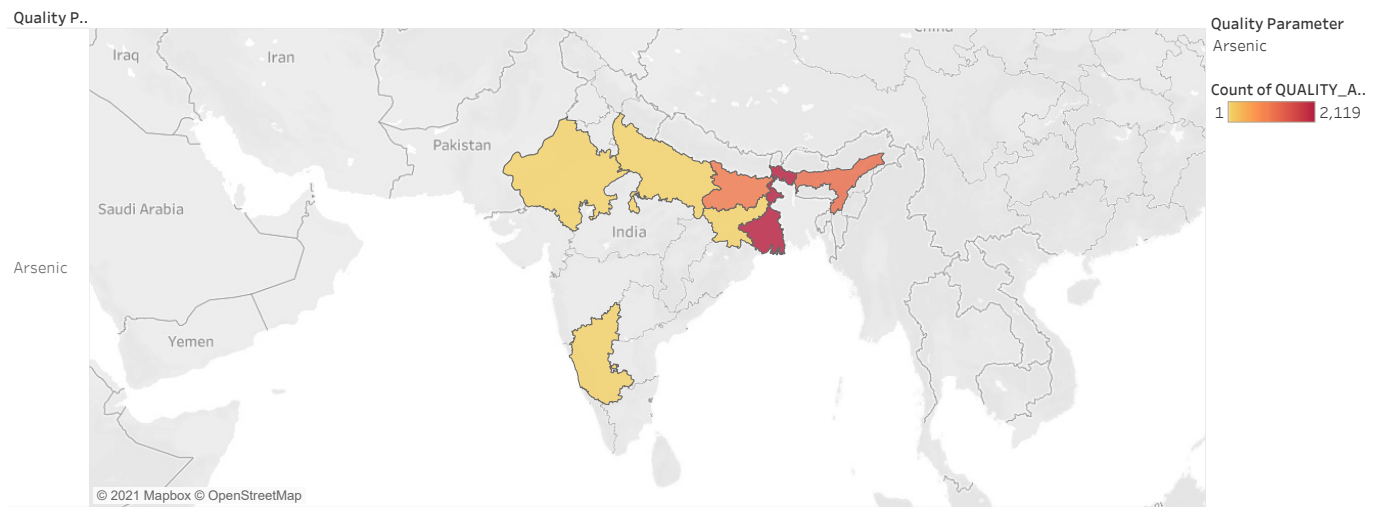 Quality P..
Quality Parameter
Arsenic
Count of QUALITY_A..
1 2,119
Iraq
Iran
Pakistan
Saudi Arabia
India
Arsenic
Yemen
© 2021 Mapbox © OpenStreetMap